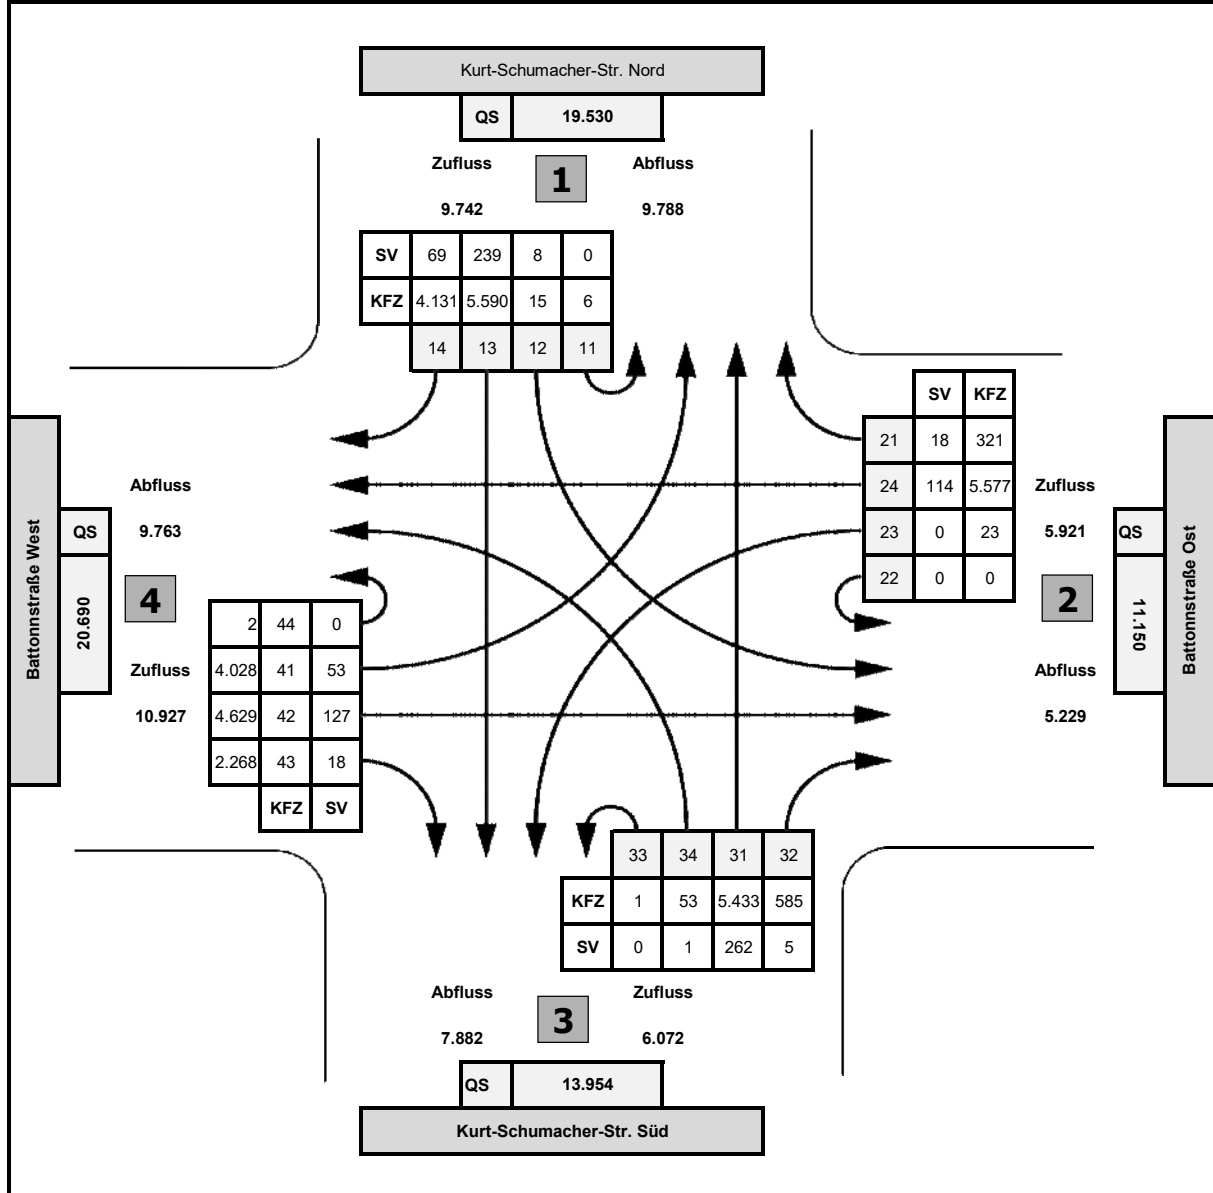 Kurt-Schumacher-Str. Nord
QS 19.530
Zufluss 1 Abfluss
9.742 9.788
SV 69 239 8 0
KFZ 4.131 5.590 15 6
14 13 12 11
SV KFZ
21 18 321
24 114 5.577
23 0 23
22 0 0
Zufluss
5.921
QS
11.150
2
Battonnstraße Ost
Abfluss
5.229
Battonnstraße West
Abfluss
QS 9.763
20.690
4
Zufluss
10.927
2 44 0
4.028 41 53
4.629 42 127
2.268 43 18
KFZ SV
33 34 31 32
KFZ 1 53 5.433 585
SV 0 1 262 5
Abfluss 3 Zufluss
7.882 6.072
QS 13.954
Kurt-Schumacher-Str. Süd